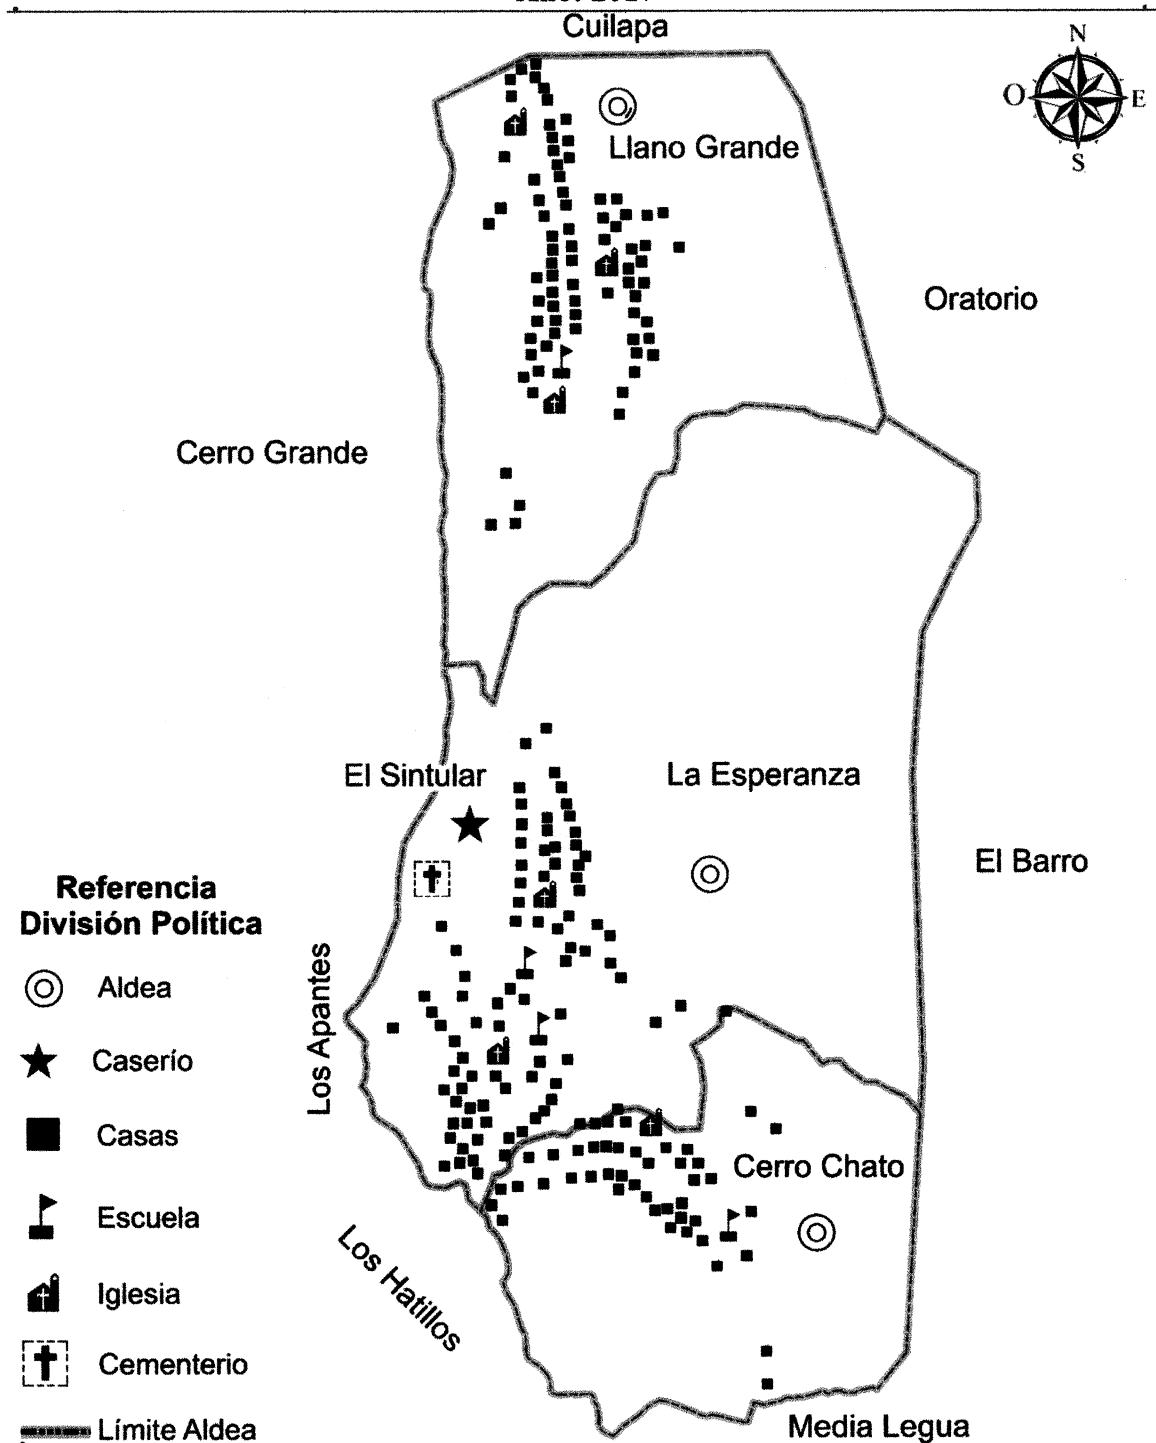 Cuilapa
N
O
E
S
Llano Grande
Oratorio
Cerro Grande
El Sintular
La Esperanza
El Barro
Referencia
División Política
Aldea
Caserío
Casas
Escuela
Iglesia
Cementerio
Límite Aldea
Los Apantes
Cerro Chato
Los Hatillos
Media Legua